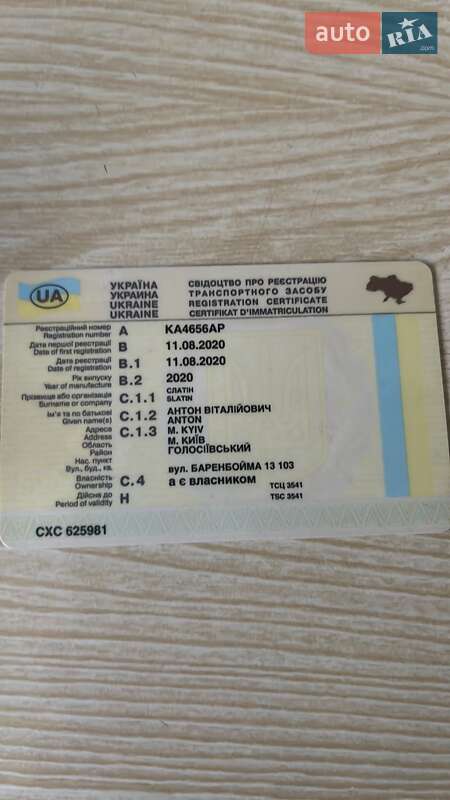 auto RIA.com
UA
УКРАЇНА
УКРАИНА
UKRAINE
СВІДОЦТВО ПРО РЕЄСТРАЦІЮ
ТРАНСПОРТНОГО ЗАСОБУ
REGISTRATION CERTIFICATE
CERTIFIKAT D'IMMATRICULATION
Реєстраційний номер
Registration number A KA4656AP
Дата першої реєстрації
Date of first registration B 11.08.2020
Дата реєстрації
Date of registration B.1 11.08.2020
Рік випуску
Year of manufacture B.2 2020
Прізвище або організація
Surname or company C.1.1 СЛАТІН
SLATIN
Ім'я та по батькові
Given name(s) C.1.2 АНТОН ВІТАЛІЙОВИЧ
ANTON
Адреса
Address C.1.3 M. KYIV
Область М. КИЇВ
Район ГОЛОСІЇВСЬКИЙ
Нас. пункт
Вул., буд., кв. вул. БАРЕНБОЙМА 13 103
Власність
Ownership C.4 а є власником ТСЦ 3541
Дійсне до
Period of validity H TSC 3541
СХС 625981